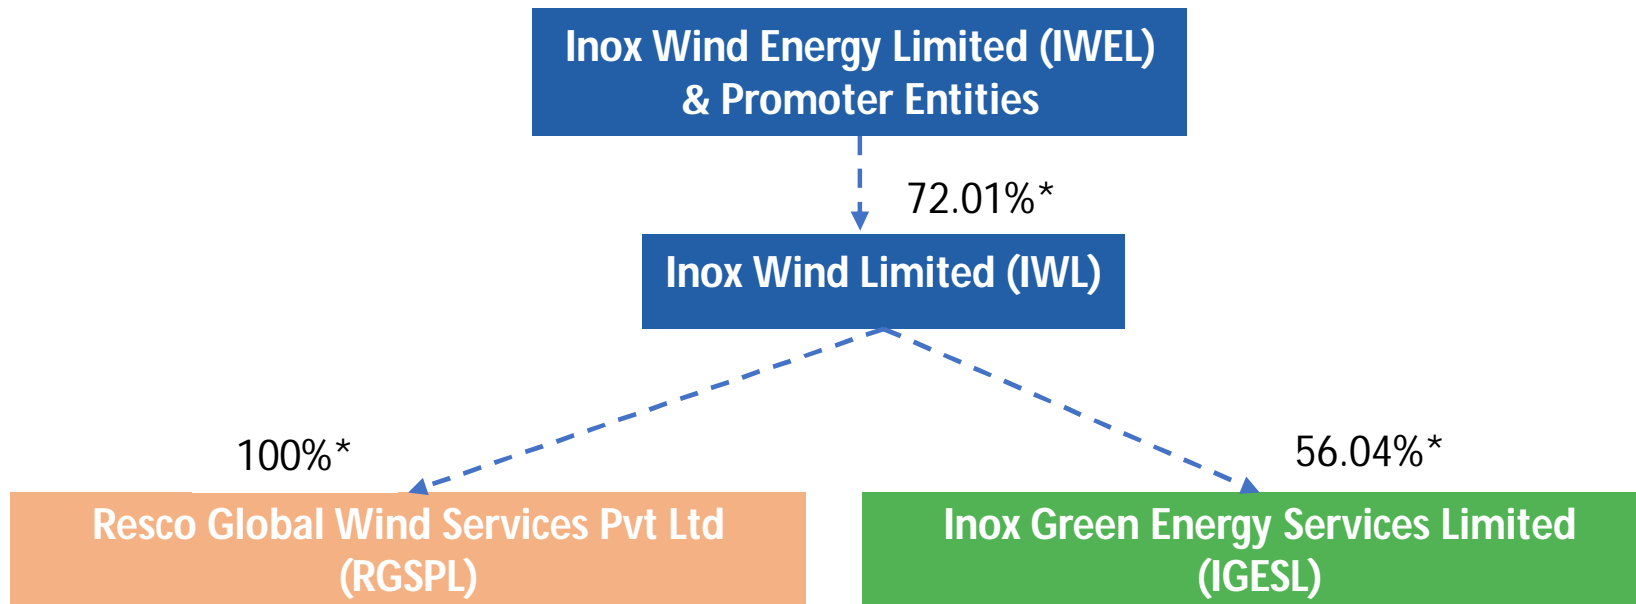 Inox Wind Energy Limited (IWEL)
& Promoter Entities
72.01%*
Inox Wind Limited (IWL)
100%*
56.04%*
Resco Global Wind Services Pvt Ltd
(RGSPL)
Inox Green Energy Services Limited
(IGESL)